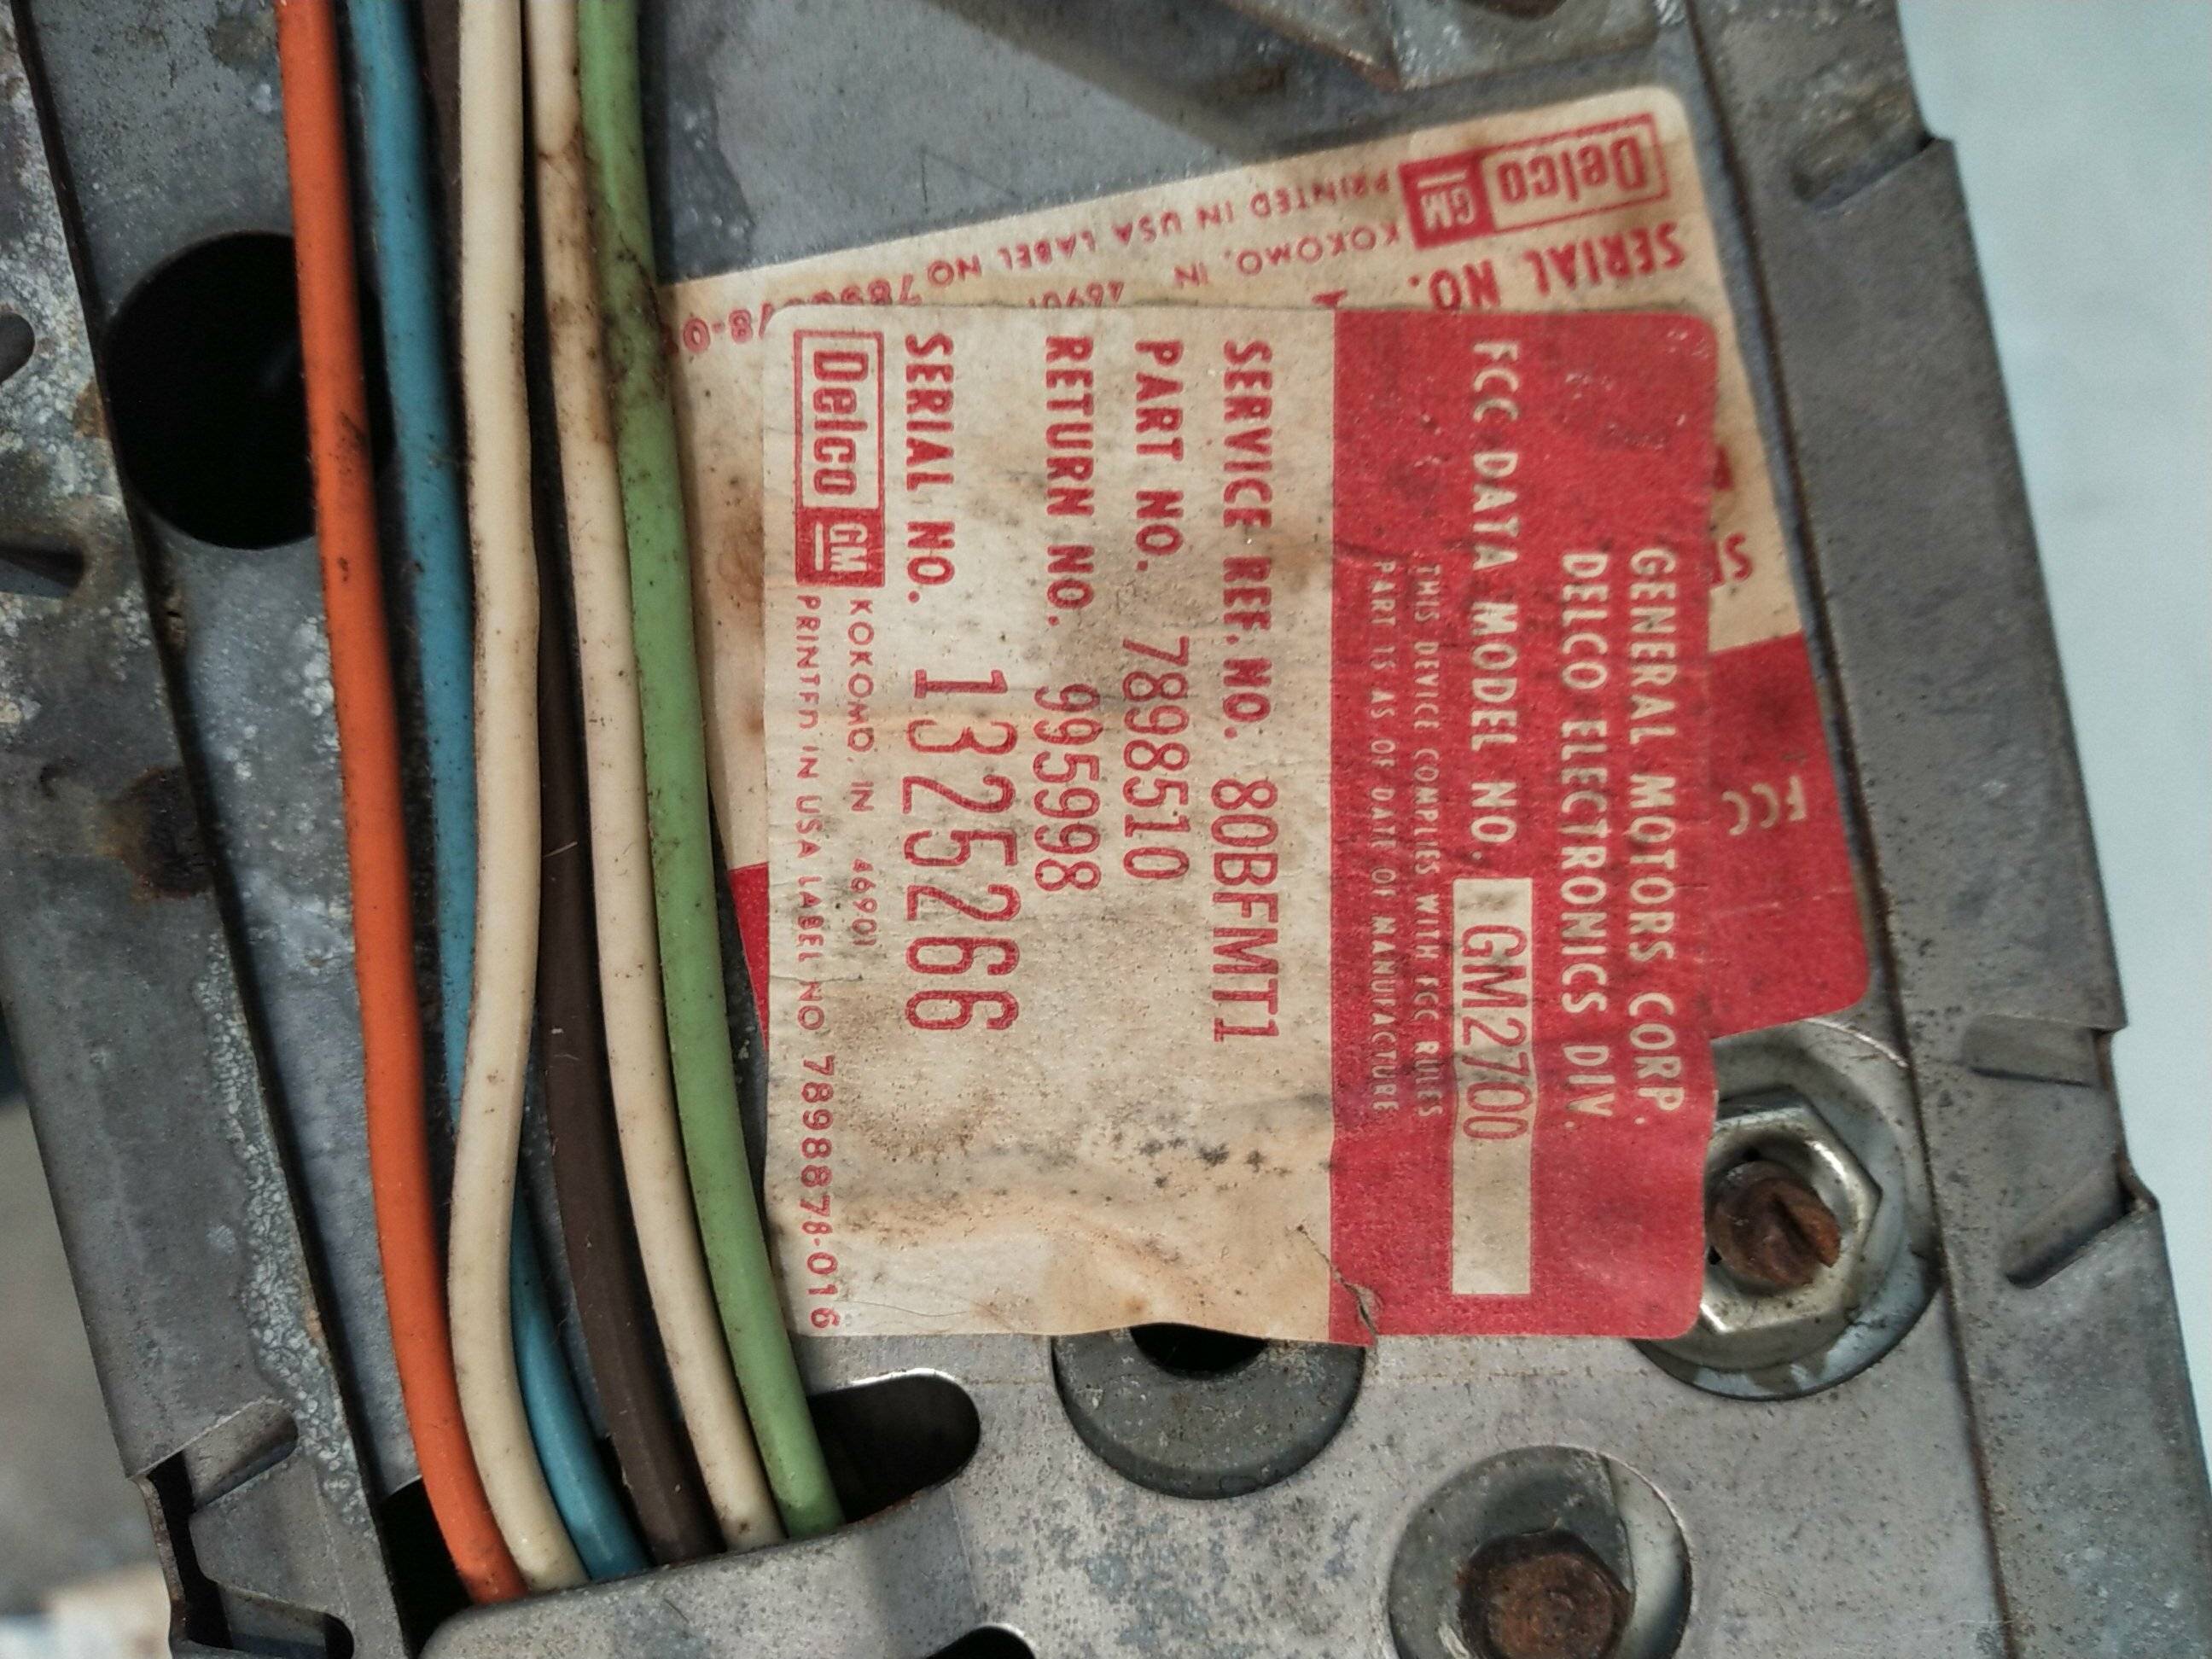 GENERAL MOTORS CORP.
DELCO ELECTRONICS DIV.
FCC DATA MODEL NO. GM2700
THIS DEVICE COMPLIES WITH FCC RULES
PART 15 AS OF DATE OF MANUFACTURE
SERVICE REF. NO. 80BFMT1
PART NO. 7898510
RETURN NO. 995998
SERIAL NO. 1325266
Delco GM KOKOMO, IN 46901
PRINTED IN USA LABEL NO 7898878-016
SERIAL NO.
Delco GM KOKOMO, IN 46901
PRINTED IN USA LABEL NO
FCC